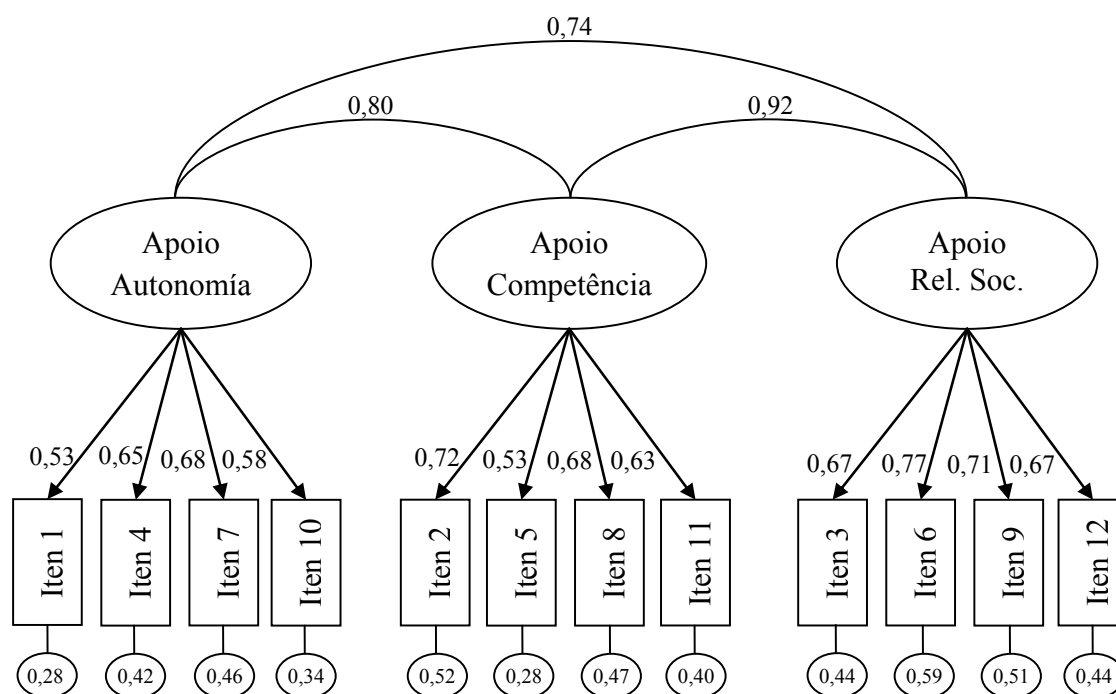 0,74
0,80
0,92
Apoio
Autonomía
Apoio
Competência
Apoio
Rel. Soc.
0,53
0,65
0,68
0,58
0,72
0,53
0,68
0,63
0,67
0,77
0,71
0,67
Iten 1
Iten 4
Iten 7
Iten 10
Iten 2
Iten 5
Iten 8
Iten 11
Iten 3
Iten 6
Iten 9
Iten 12
0,28
0,42
0,46
0,34
0,52
0,28
0,47
0,40
0,44
0,59
0,51
0,44